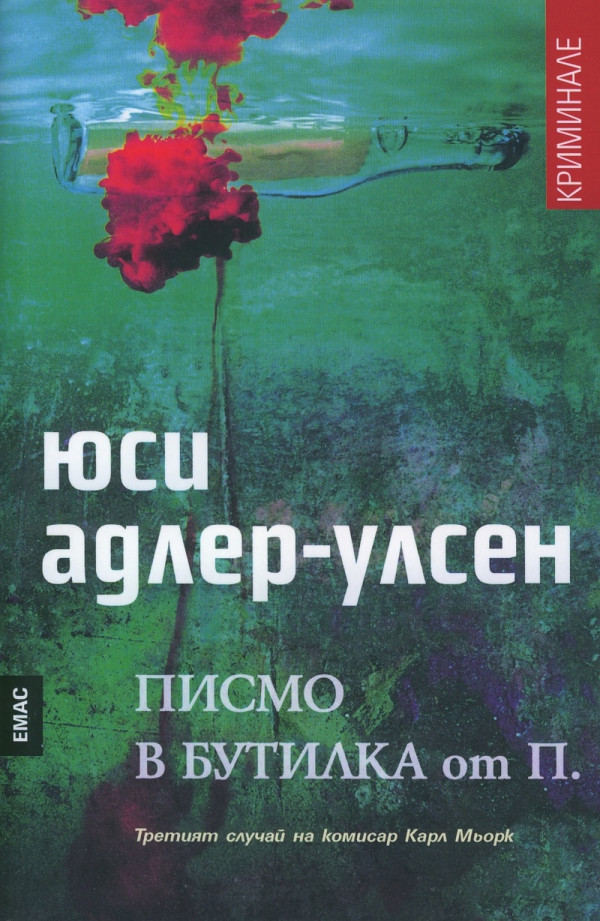 КРИМИНАЛЕ
юси
адлер-улсен
ЕМАС
ПИСМО
В БУТИЛКА от П.
Третият случай на комисар Карл Мьорк